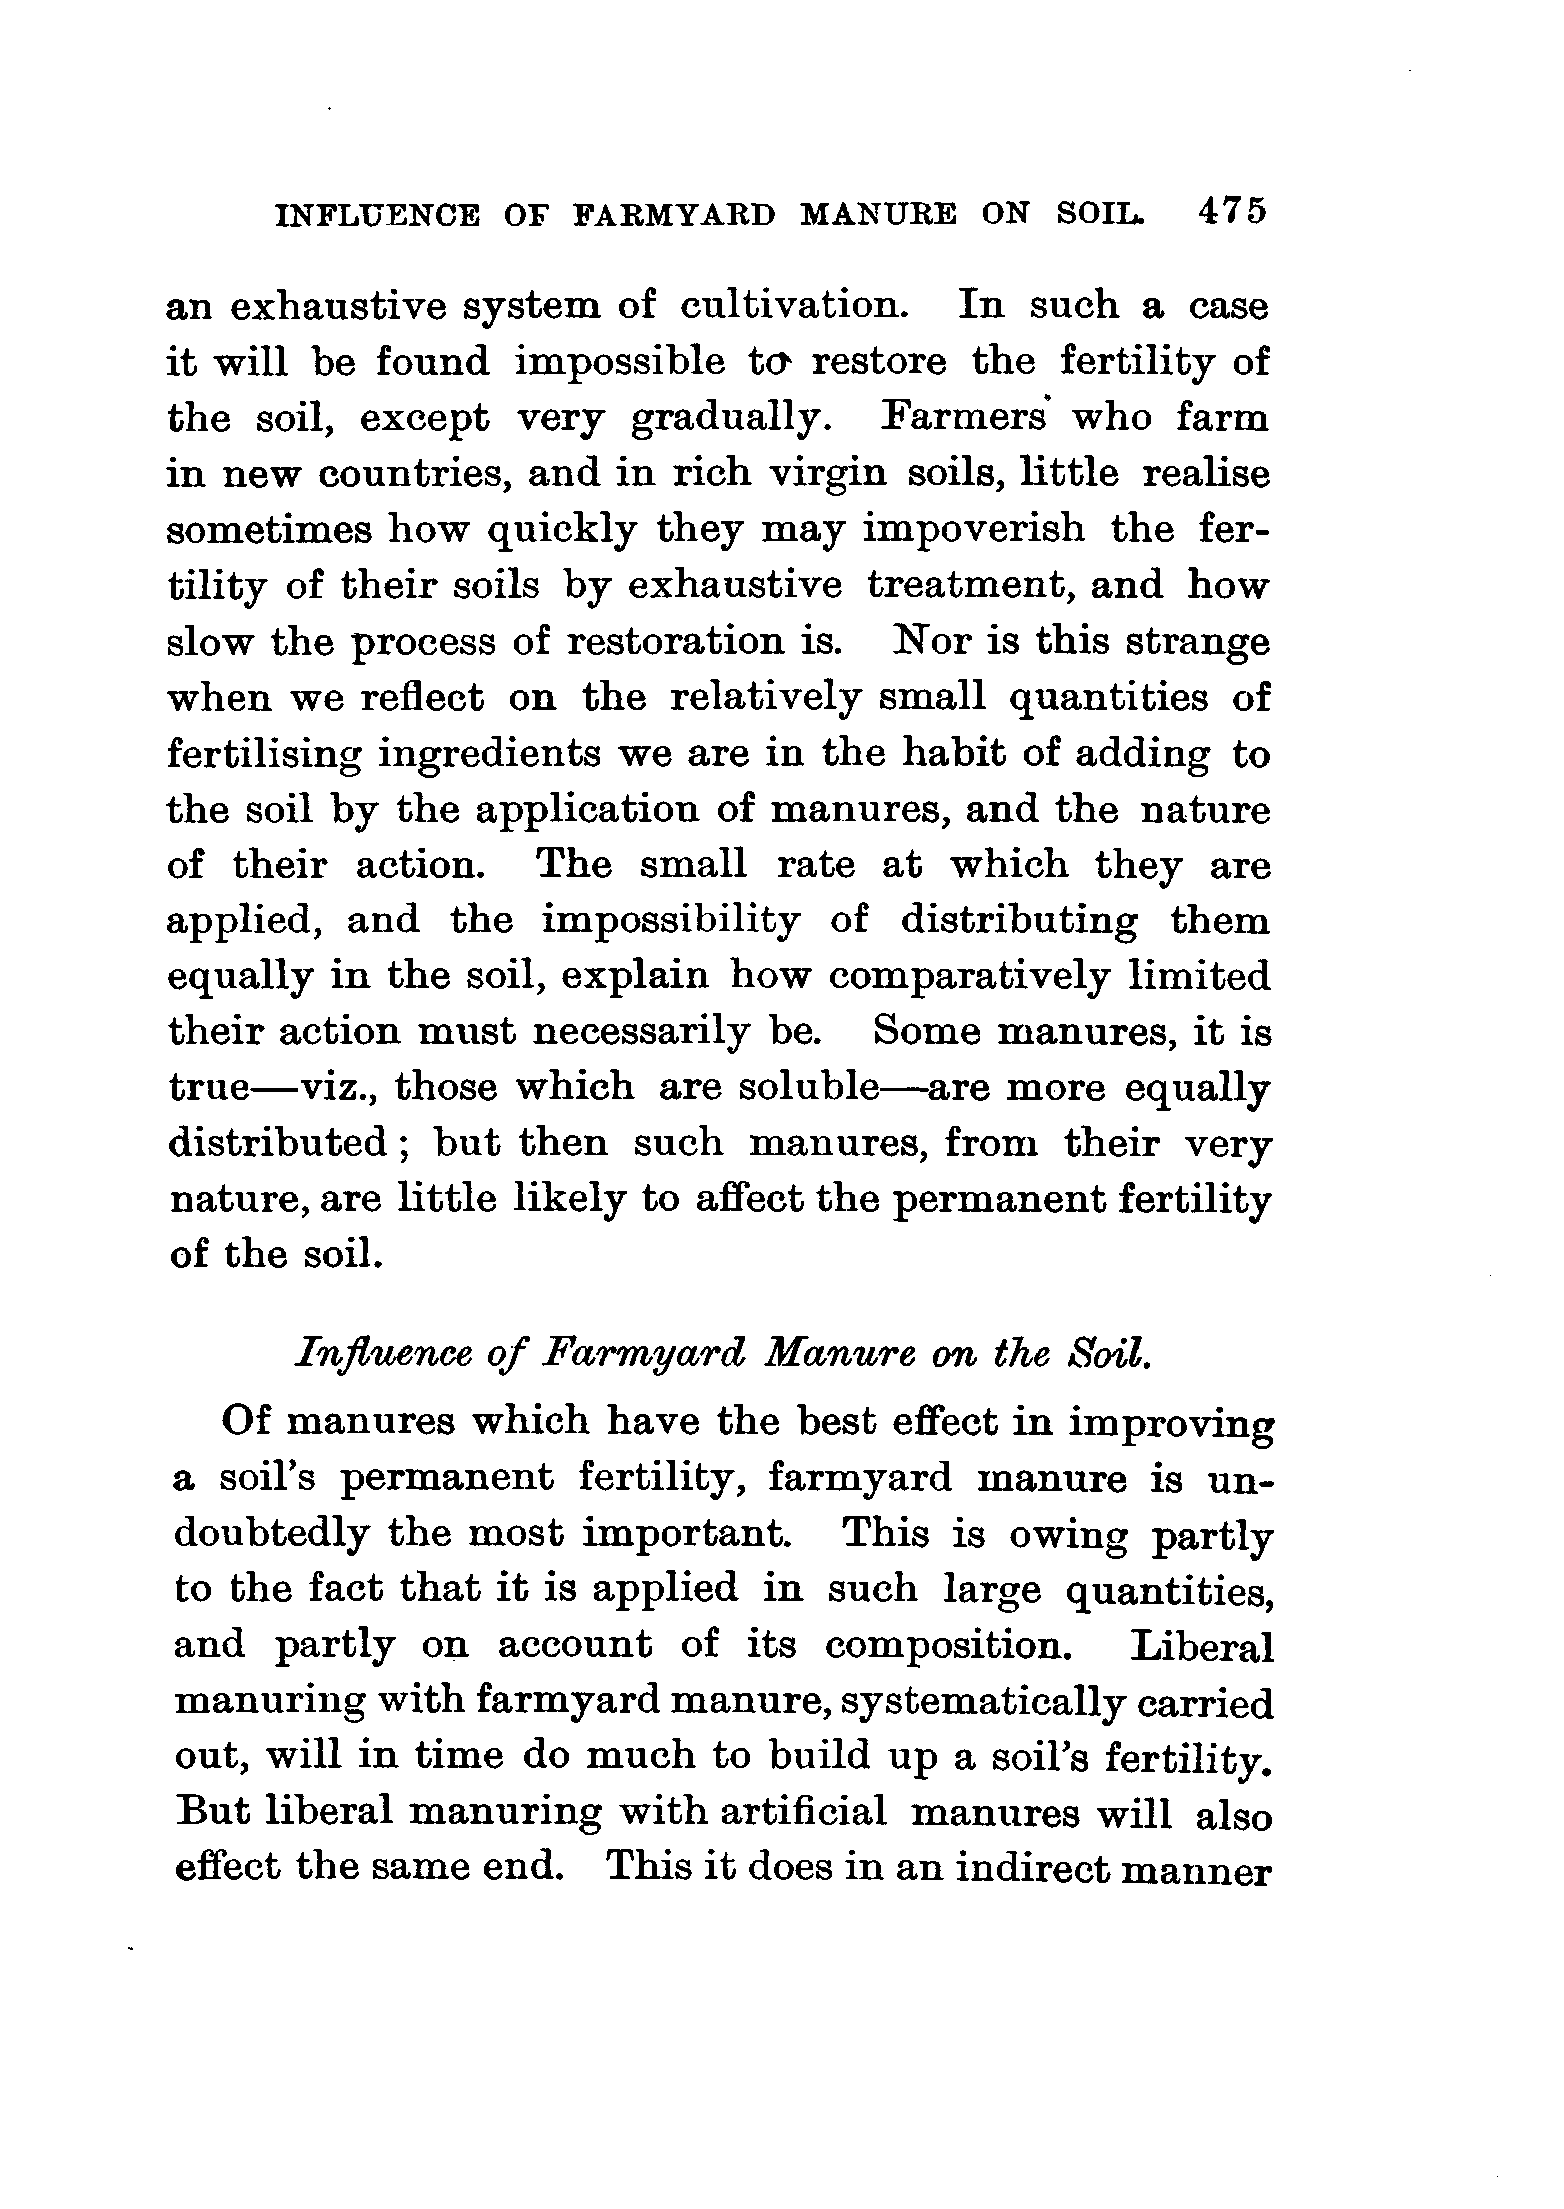 INFLUENCE OF FARMYARD MANURE ON SOIL. 475
an exhaustive system of cultivation. In such a case
it will be found impossible to restore the fertility of
the soil, except very gradually. Farmers who farm
in new countries, and in rich virgin soils, little realise
sometimes how quickly they may impoverish the fer-
tility of their soils by exhaustive treatment, and how
slow the process of restoration is. Nor is this strange
when we reflect on the relatively small quantities of
fertilising ingredients we are in the habit of adding to
the soil by the application of manures, and the nature
of their action. The small rate at which they are
applied, and the impossibility of distributing them
equally in the soil, explain how comparatively limited
their action must necessarily be. Some manures, it is
true—viz., those which are soluble—are more equally
distributed; but then such manures, from their very
nature, are little likely to affect the permanent fertility
of the soil.
Influence of Farmyard Manure on the Soil.
Of manures which have the best effect in improving
a soil's permanent fertility, farmyard manure is un-
doubtedly the most important. This is owing partly
to the fact that it is applied in such large quantities,
and partly on account of its composition. Liberal
manuring with farmyard manure, systematically carried
out, will in time do much to build up a soil's fertility.
But liberal manuring with artificial manures will also
effect the same end. This it does in an indirect manner